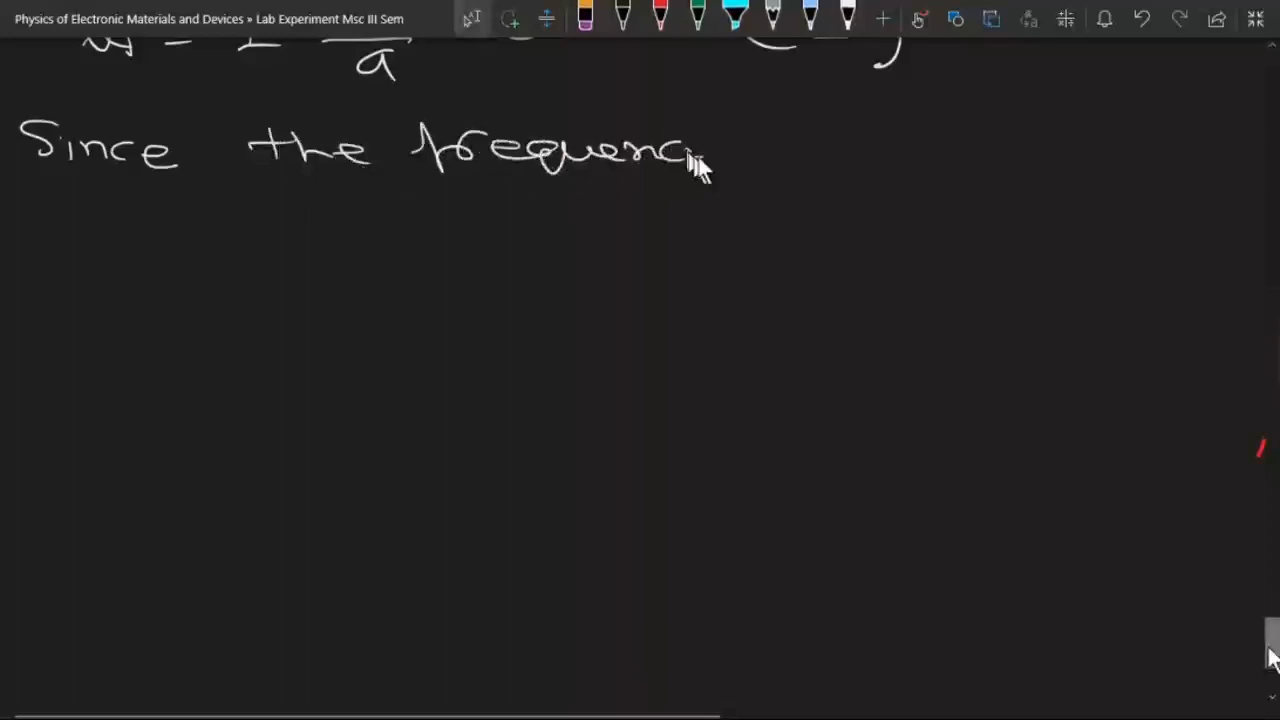 Physics of Electronic Materials and Devices » Lab Experiment Msc III Sem
a
Since the frequenc